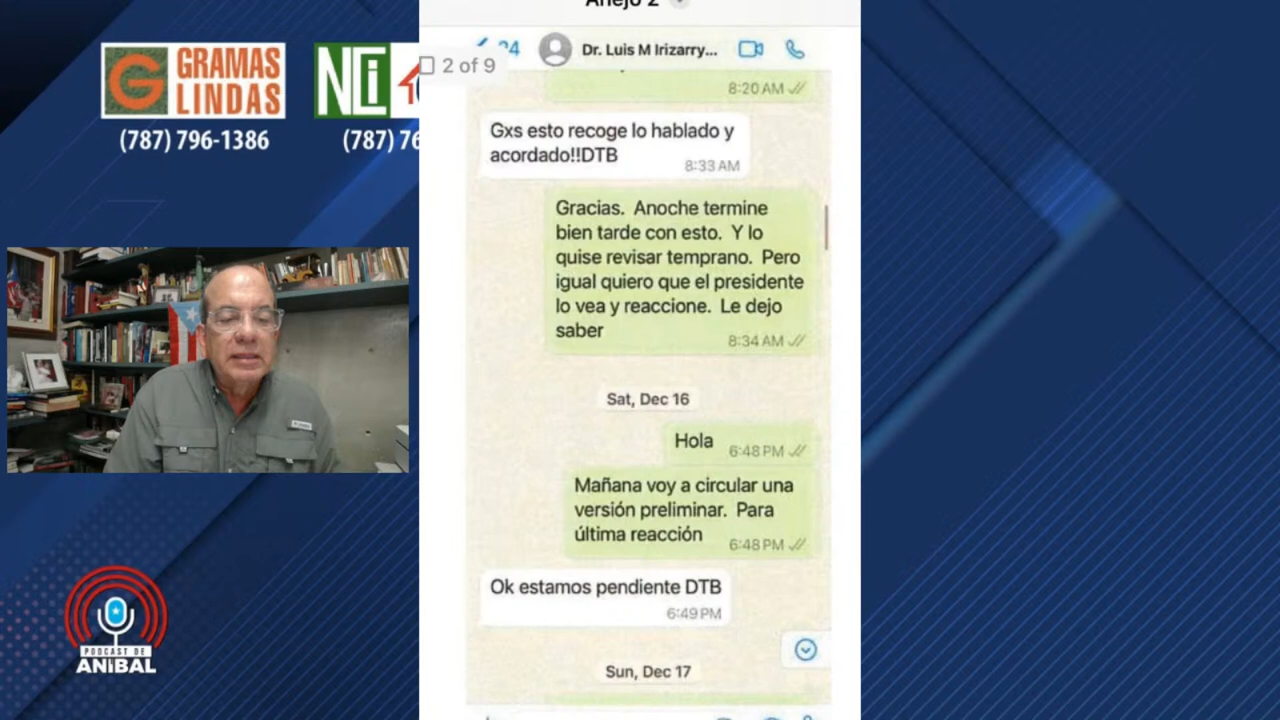 Anejo 2
GRAMAS
LINDAS
(787) 796-1386
NCi
(787) 76
24
2 of 9
Dr. Luis M Irizarry...
8:20 AM
Gxs esto recoge lo hablado y
acordado!!DTB
8:33 AM
Gracias. Anoche termine
bien tarde con esto. Y lo
quise revisar temprano. Pero
igual quiero que el presidente
lo vea y reaccione. Le dejo
saber
8:34 AM
Sat, Dec 16
Hola
6:48 PM
Mañana voy a circular una
versión preliminar. Para
última reacción
6:48 PM
Ok estamos pendiente DTB
6:49 PM
Sun, Dec 17
PODCAST DE
ANIBAL